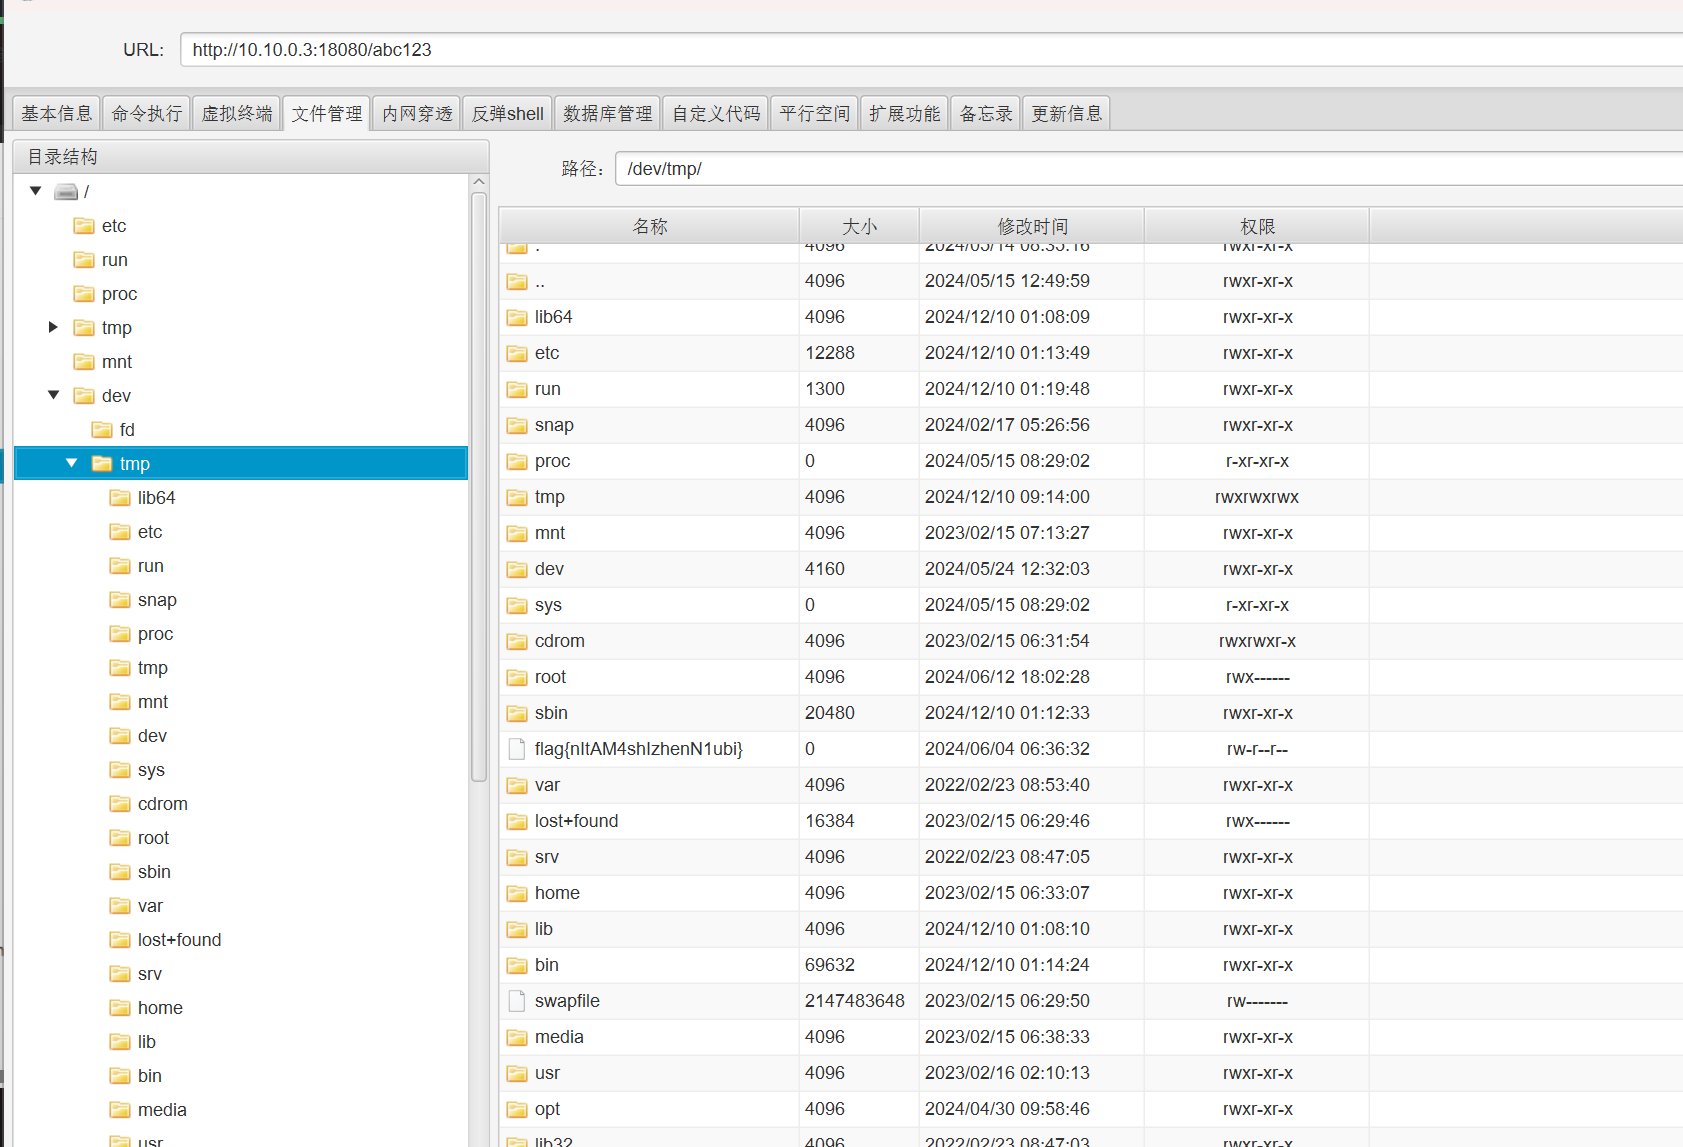 URL: http://10.10.0.3:18080/abc123
基本信息 命令执行 虚拟终端 文件管理 内网穿透 反弹shell 数据库管理 自定义代码 平行空间 扩展功能 备忘录 更新信息
目录结构
/
etc
run
proc
tmp
mnt
dev
fd
tmp
lib64
etc
run
snap
proc
tmp
mnt
dev
sys
cdrom
root
sbin
var
lost+found
srv
home
lib
bin
media
usr
路径: /dev/tmp/
名称 大小 修改时间 权限
. 4096 2024/05/14 08:35:16 rwxr-xr-x
.. 4096 2024/05/15 12:49:59 rwxr-xr-x
lib64 4096 2024/12/10 01:08:09 rwxr-xr-x
etc 12288 2024/12/10 01:13:49 rwxr-xr-x
run 1300 2024/12/10 01:19:48 rwxr-xr-x
snap 4096 2024/02/17 05:26:56 rwxr-xr-x
proc 0 2024/05/15 08:29:02 r-xr-xr-x
tmp 4096 2024/12/10 09:14:00 rwxrwxrwx
mnt 4096 2023/02/15 07:13:27 rwxr-xr-x
dev 4160 2024/05/24 12:32:03 rwxr-xr-x
sys 0 2024/05/15 08:29:02 r-xr-xr-x
cdrom 4096 2023/02/15 06:31:54 rwxrwxr-x
root 4096 2024/06/12 18:02:28 rwx------
sbin 20480 2024/12/10 01:12:33 rwxr-xr-x
flag{nItAM4shIzhenN1ubi} 0 2024/06/04 06:36:32 rw-r--r--
var 4096 2022/02/23 08:53:40 rwxr-xr-x
lost+found 16384 2023/02/15 06:29:46 rwx------
srv 4096 2022/02/23 08:47:05 rwxr-xr-x
home 4096 2023/02/15 06:33:07 rwxr-xr-x
lib 4096 2024/12/10 01:08:10 rwxr-xr-x
bin 69632 2024/12/10 01:14:24 rwxr-xr-x
swapfile 2147483648 2023/02/15 06:29:50 rw-------
media 4096 2023/02/15 06:38:33 rwxr-xr-x
usr 4096 2023/02/16 02:10:13 rwxr-xr-x
opt 4096 2024/04/30 09:58:46 rwxr-xr-x
lib32 4096 2022/02/23 08:47:03 rwxr-xr-x